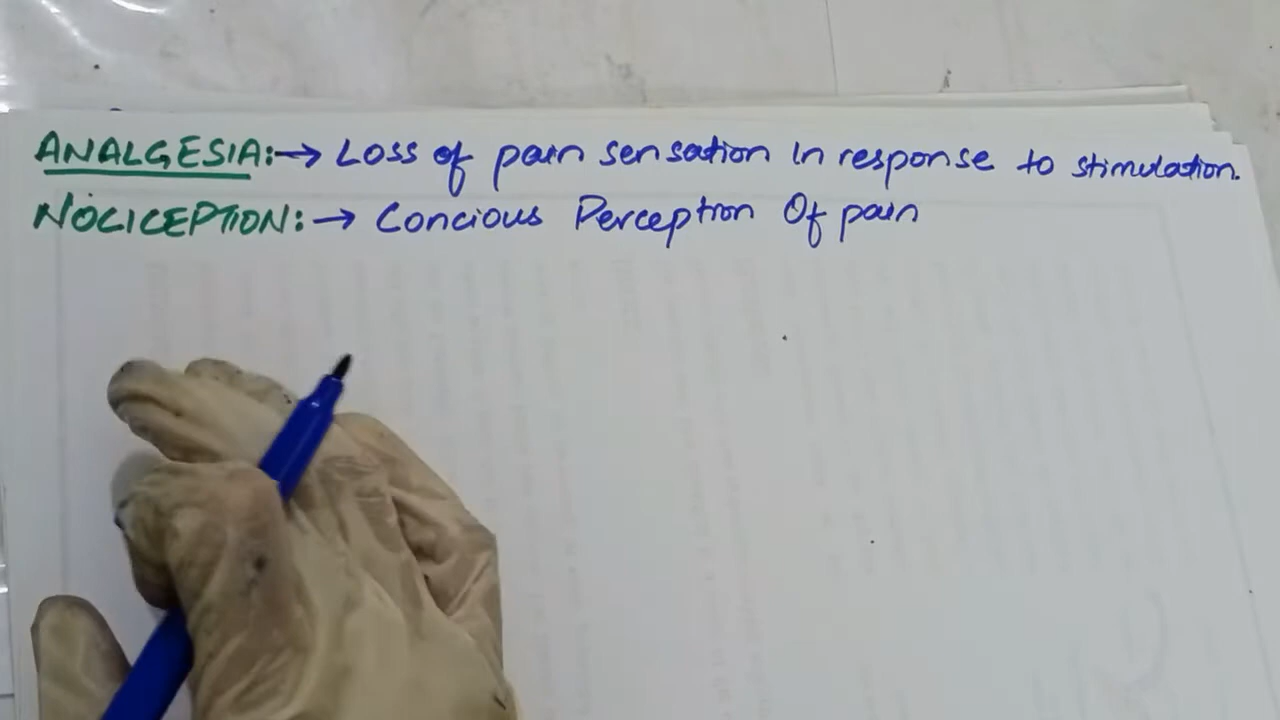 ANALGESIA:→ Loss of pain sensation in response to stimulation.
NOCICEPTION:→ Concious Perception Of pain